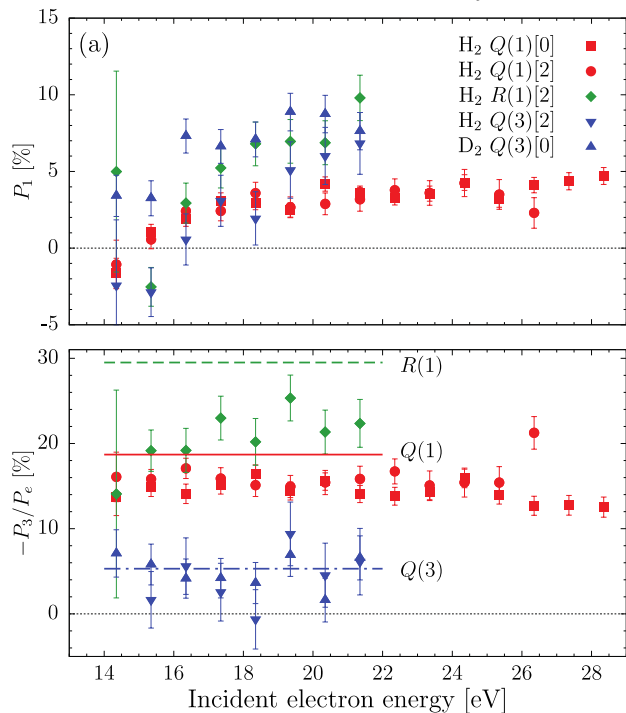 (a)
H₂ Q(1)[0]
H₂ Q(1)[2]
H₂ R(1)[2]
H₂ Q(3)[2]
D₂ Q(3)[0]
15
10
5
0
-5
P₁ [%]
30
20
10
0
−P₃/Pₑ [%]
R(1)
Q(1)
Q(3)
14 16 18 20 22 24 26 28
Incident electron energy [eV]